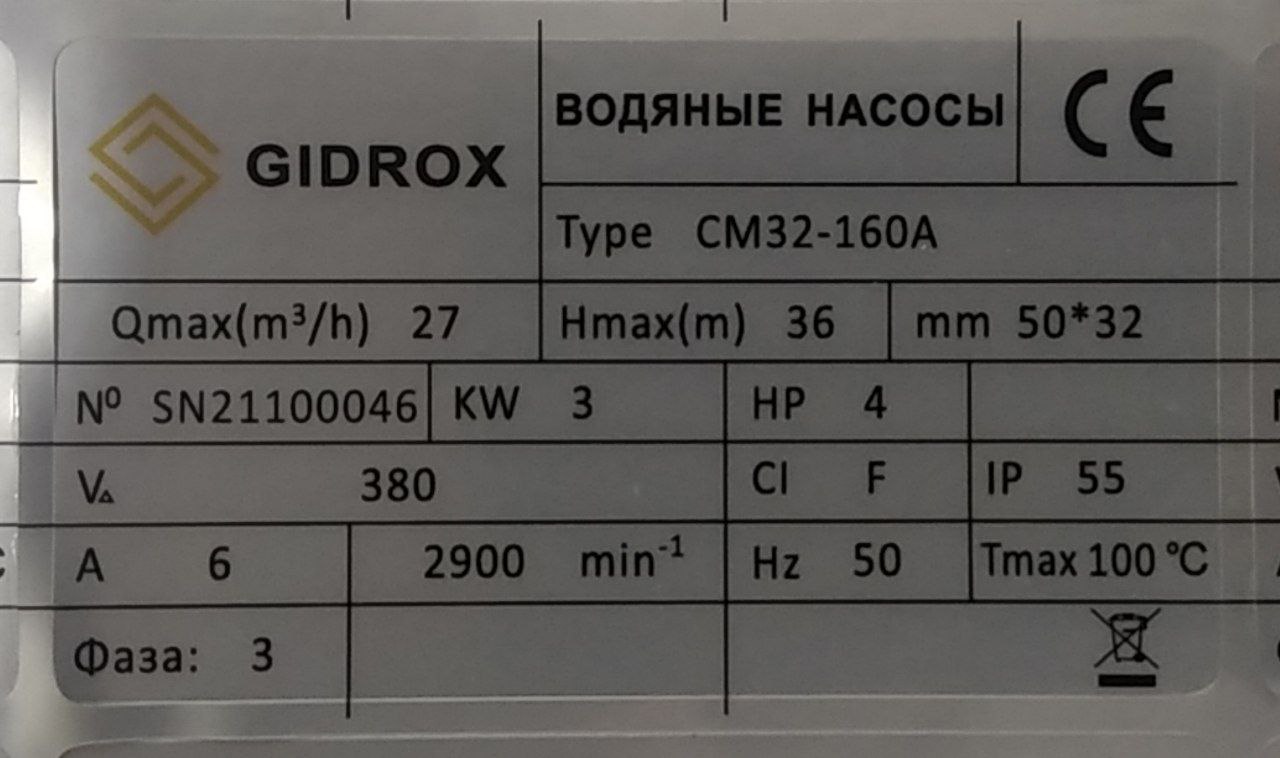 GIDROX
ВОДЯНЫЕ НАСОСЫ
CE
Type CM32-160A
Qmax(m³/h) 27 Hmax(m) 36 mm 50*32
Nº SN21100046 KW 3 HP 4
V△ 380 Cl F IP 55
A 6 2900 min⁻¹ Hz 50 Tmax 100 ℃
Фаза: 3